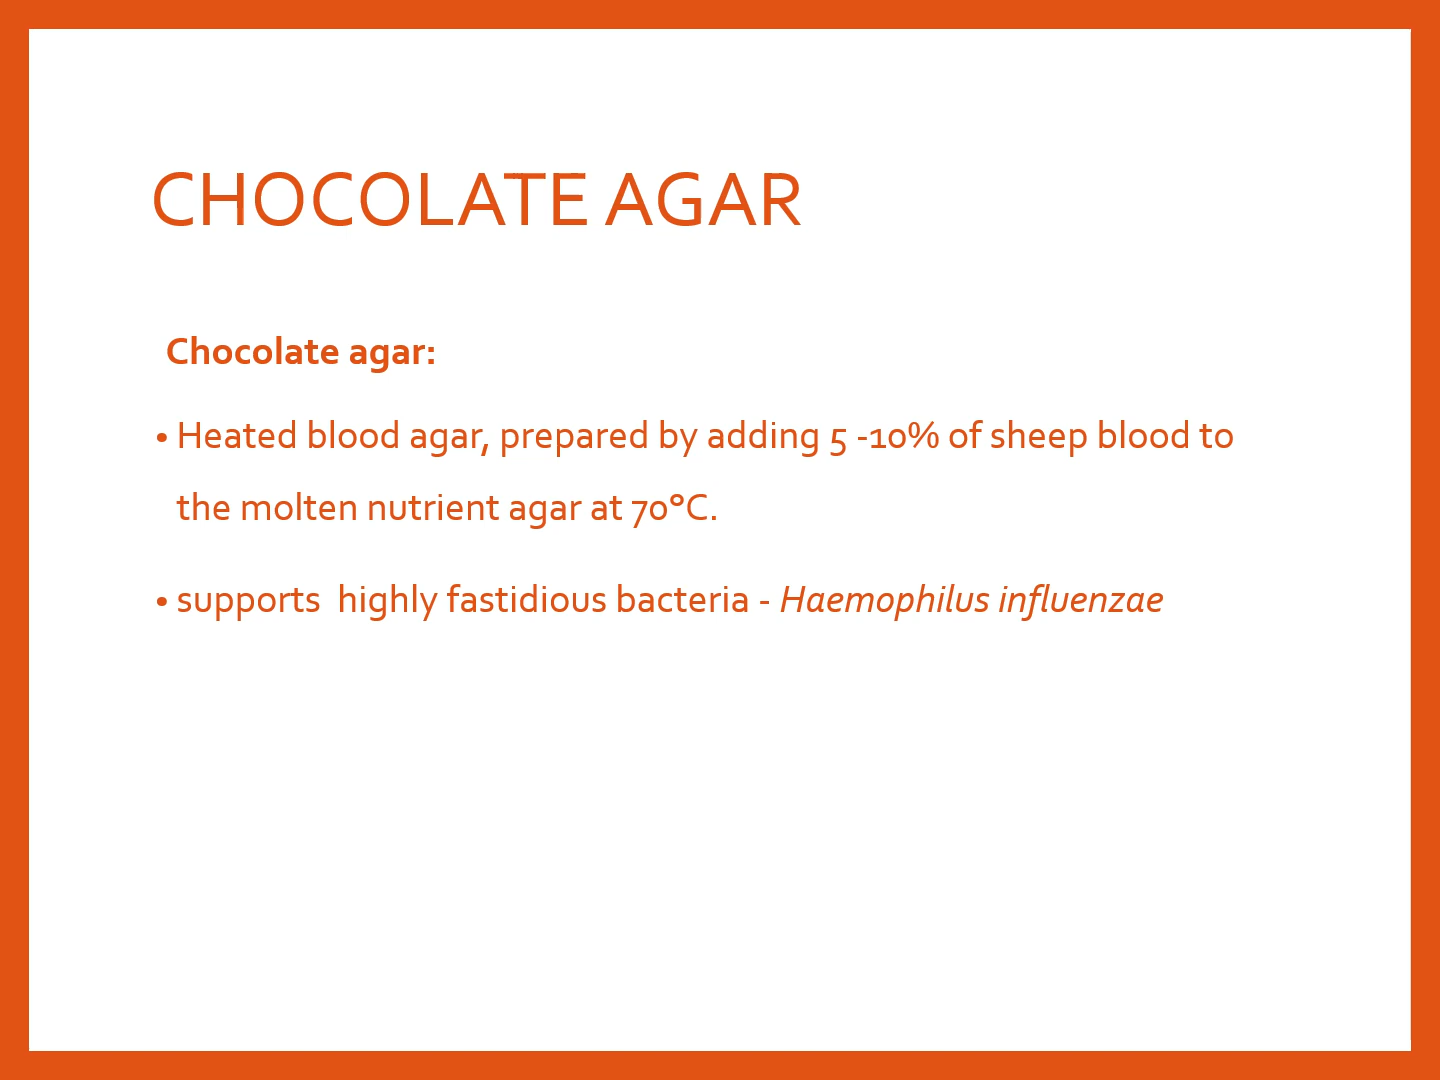 CHOCOLATE AGAR
Chocolate agar:
• Heated blood agar, prepared by adding 5 -10% of sheep blood to
the molten nutrient agar at 70°C.
• supports  highly fastidious bacteria - Haemophilus influenzae